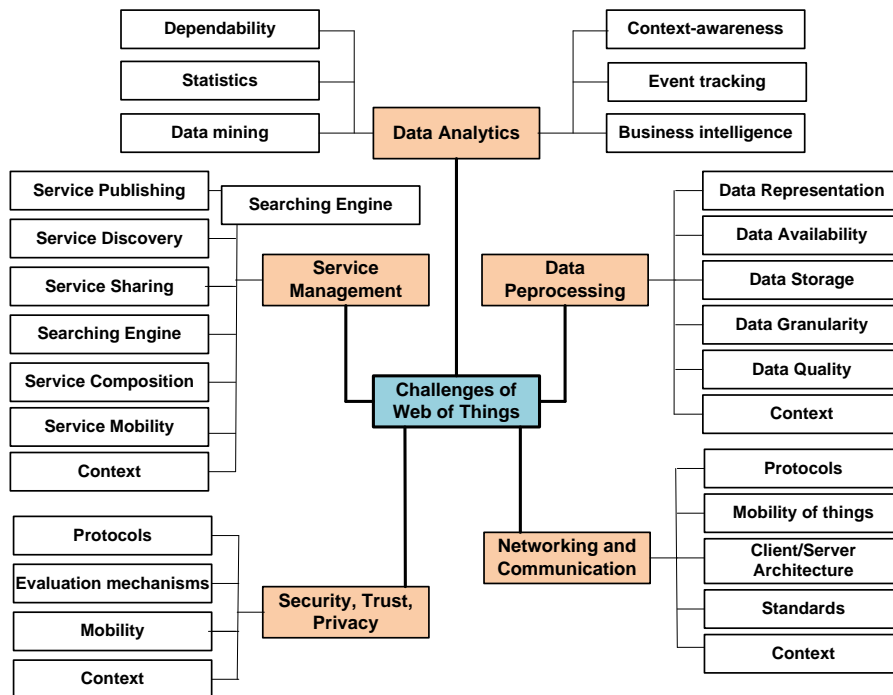 Dependability
Statistics
Data mining
Data Analytics
Context-awareness
Event tracking
Business intelligence
Service Publishing
Searching Engine
Service Discovery
Service Sharing
Searching Engine
Service Composition
Service Mobility
Context
Service
Management
Data
Peprocessing
Data Representation
Data Availability
Data Storage
Data Granularity
Data Quality
Context
Challenges of
Web of Things
Protocols
Evaluation mechanisms
Mobility
Context
Security, Trust,
Privacy
Networking and
Communication
Protocols
Mobility of things
Client/Server
Architecture
Standards
Context